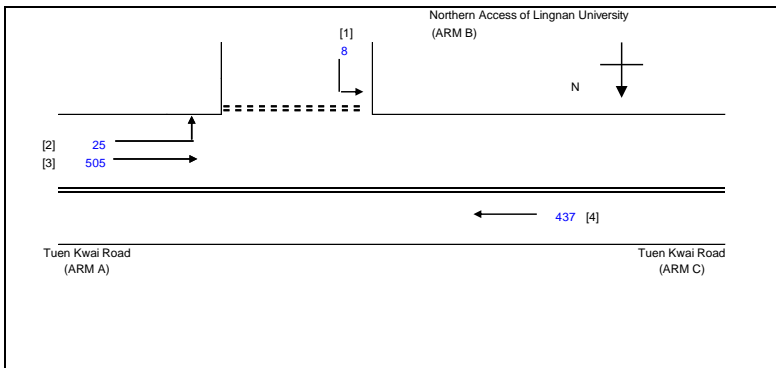 Northern Access of Lingnan University
[1] (ARM B)
8
N
[2] 25
[3] 505
437 [4]
Tuen Kwai Road Tuen Kwai Road
(ARM A) (ARM C)